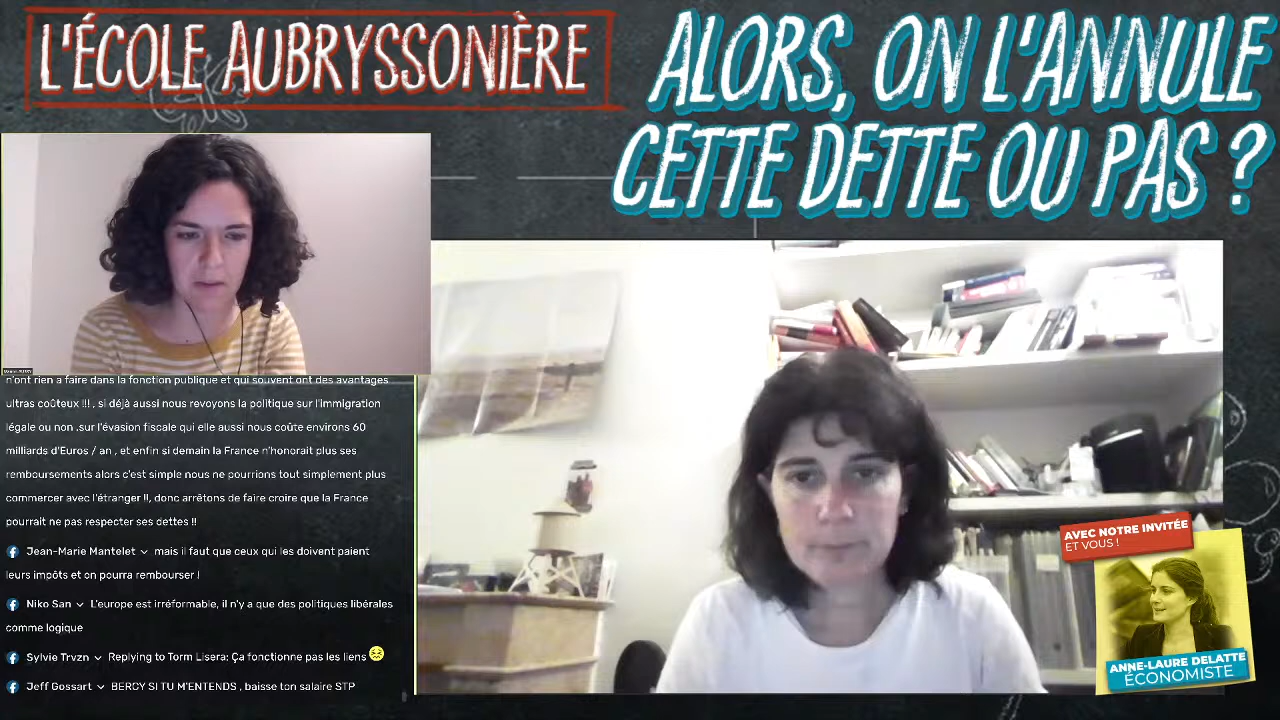 L'ÉCOLE AUBRYSSONIÈRE
ALORS, ON L'ANNULE
CETTE DETTE OU PAS ?
n'ont rien a faire dans la fonction publique et qui souvent ont des avantages
ultras coûteux !!! , si déjà aussi nous revoyons la politique sur l'immigration
légale ou non .sur l'évasion fiscale qui elle aussi nous coûte environs 60
milliards d'Euros / an , et enfin si demain la France n'honorait plus ses
remboursements alors c'est simple nous ne pourrions tout simplement plus
commercer avec l'étranger !!, donc arrêtons de faire croire que la France
pourrait ne pas respecter ses dettes !!
Jean-Marie Mantelet mais il faut que ceux qui les doivent paient
leurs impôts et on pourra rembourser !
Niko San L'europe est irréformable, il n'y a que des politiques libérales
comme logique
Sylvie Trvzn Replying to Torm Lisera: Ça fonctionne pas les liens 😣
Jeff Gossart BERCY SI TU M'ENTENDS , baisse ton salaire STP
AVEC NOTRE INVITÉE
ET VOUS !
ANNE-LAURE DELATTE
ÉCONOMISTE